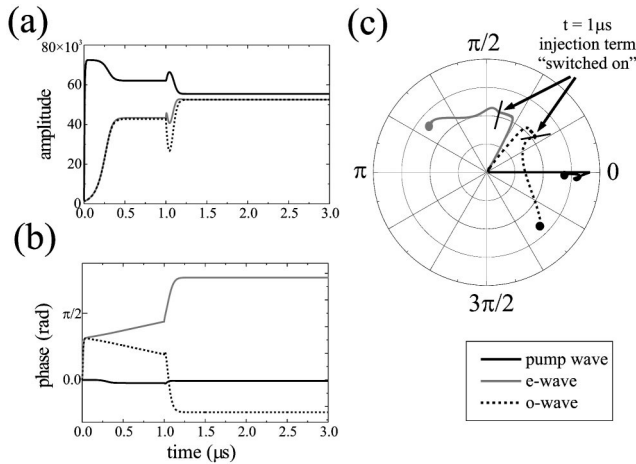 (a)
80×10³
60
40
20
0
amplitude
0.0 0.5 1.0 1.5 2.0 2.5 3.0
(b)
π/2
0.0
phase (rad)
0.0 0.5 1.0 1.5 2.0 2.5 3.0
time (μs)
(c)
t = 1μs
injection term
“switched on”
π/2
π
0
3π/2
pump wave
e-wave
o-wave